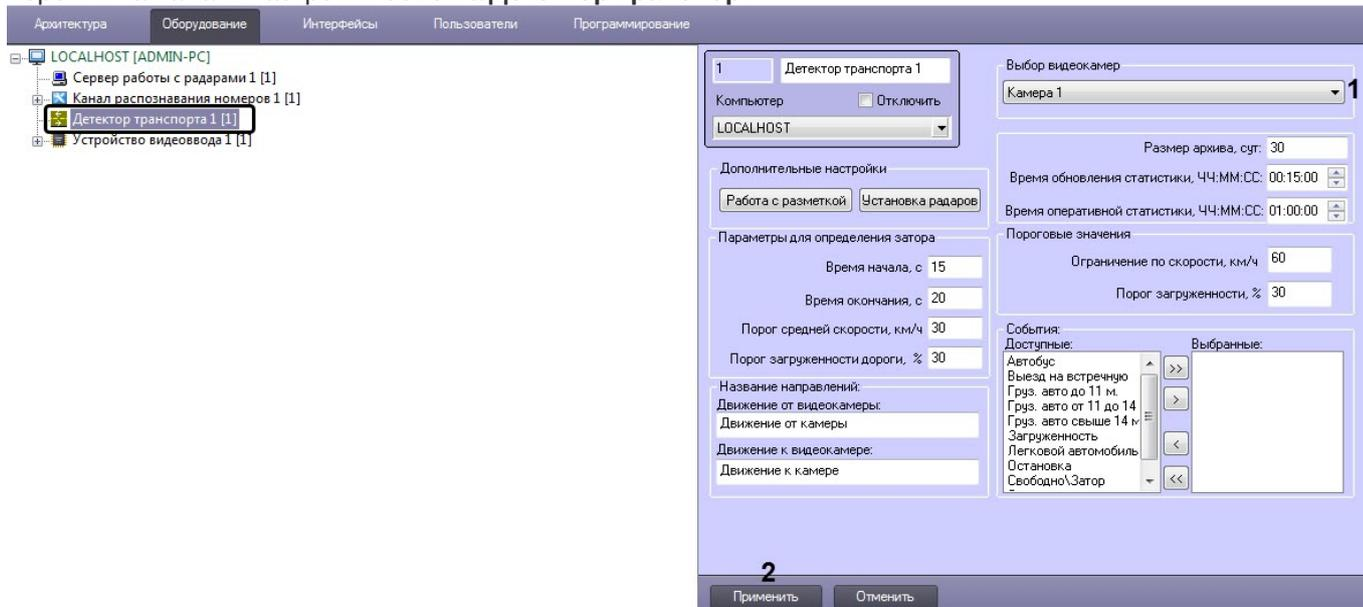 Архитектура Оборудование Интерфейсы Пользователи Программирование
LOCALHOST [ADMIN-PC]
Сервер работы с радарами 1 [1]
Канал распознавания номеров 1 [1]
Детектор транспорта 1 [1]
Устройство видеоввода 1 [1]
1 Детектор транспорта 1
Компьютер Отключить
LOCALHOST
Дополнительные настройки
Работа с разметкой Установка радаров
Параметры для определения затора
Время начала, с 15
Время окончания, с 20
Порог средней скорости, км/ч 30
Порог загруженности дороги, % 30
Название направлений:
Движение от видеокамеры:
Движение от камеры
Движение к видеокамере:
Движение к камере
Выбор видеокамер
Камера 1
1
Размер архива, сут: 30
Время обновления статистики, ЧЧ:ММ:СС: 00:15:00
Время оперативной статистики, ЧЧ:ММ:СС: 01:00:00
Пороговые значения
Ограничение по скорости, км/ч 60
Порог загруженности, % 30
События:
Доступные: Выбранные:
Автобус
Выезд на встречную
Груз. авто до 11 м.
Груз. авто от 11 до 14
Груз. авто свыше 14 м
Загруженность
Легковой автомобиль
Остановка
Свободно\Затор
>>
>
<
<<
2
Применить Отменить